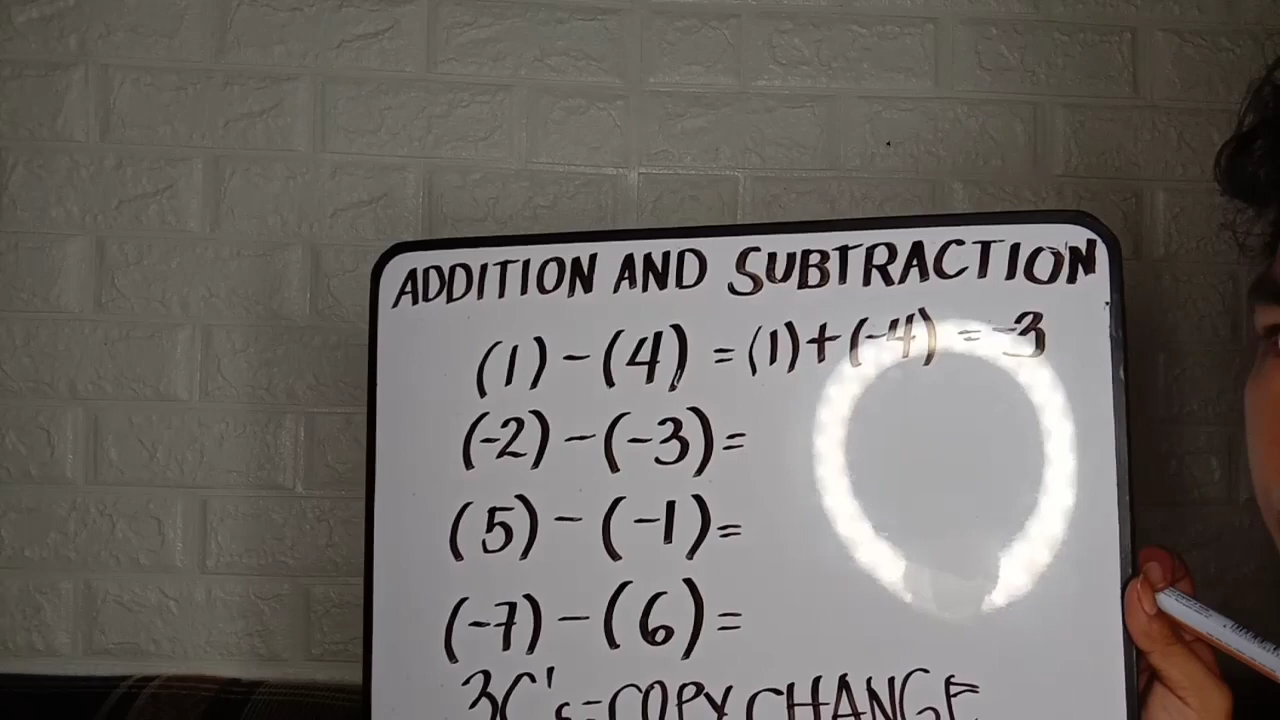 ADDITION AND SUBTRACTION
(1) - (4) = (1) + (-4) = -3
(-2) - (-3) =
(5) - (-1) =
(-7) - (6) =
3C's = COPY CHANGE